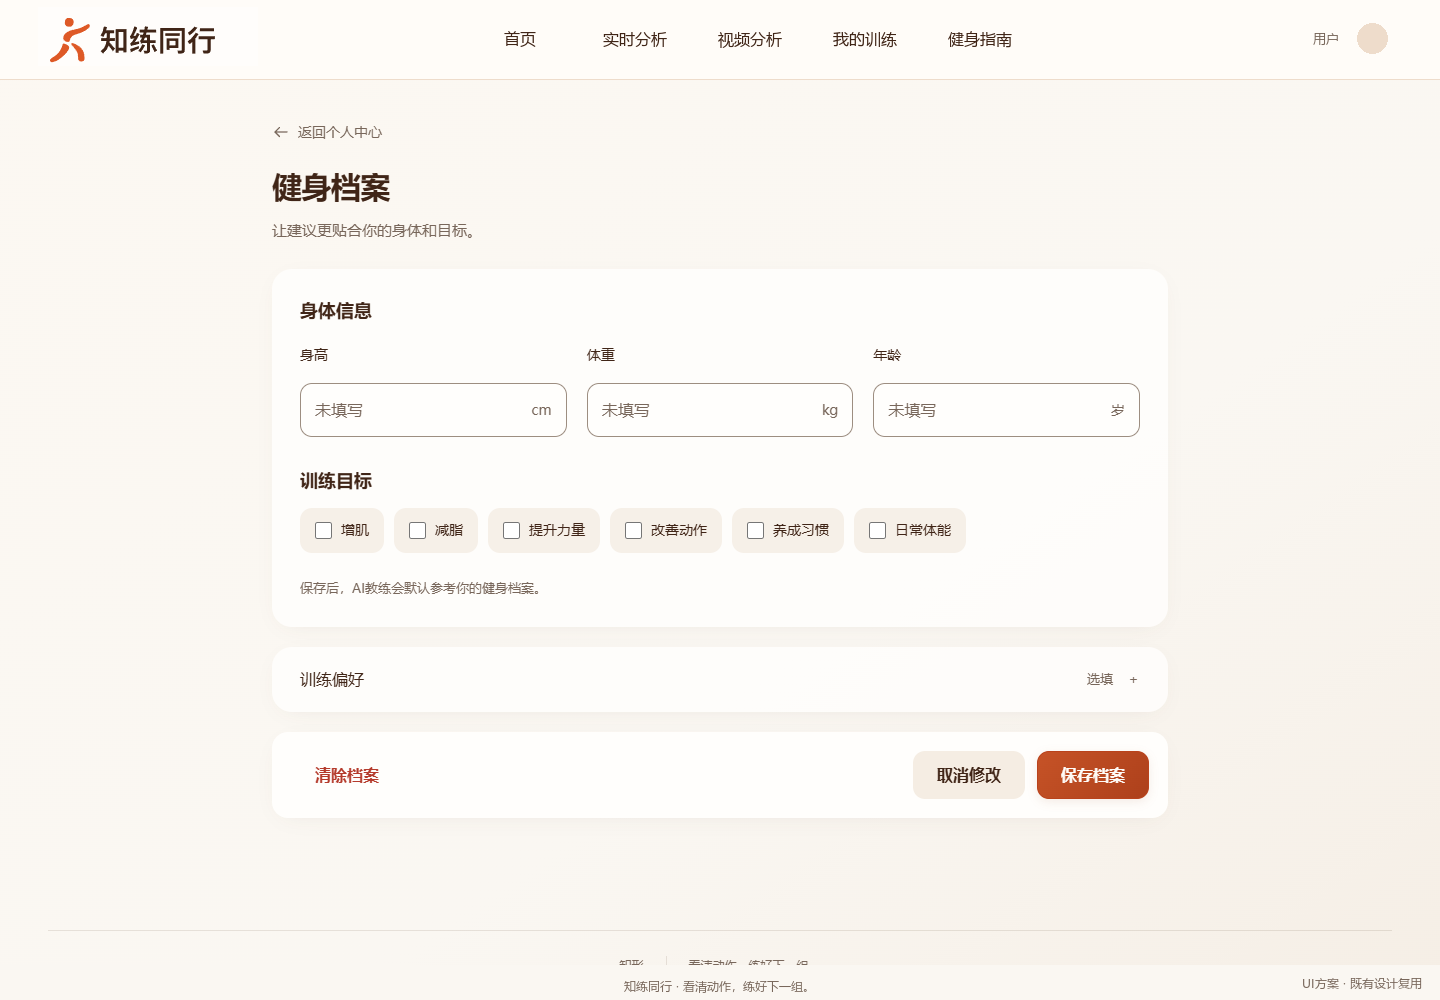 知练同行
首页 实时分析 视频分析 我的训练 健身指南
用户
返回个人中心
健身档案
让建议更贴合你的身体和目标。
身体信息
身高 体重 年龄
未填写 cm 未填写 kg 未填写 岁
训练目标
增肌 减脂 提升力量 改善动作 养成习惯 日常体能
保存后，AI教练会默认参考你的健身档案。
训练偏好 选填 +
清除档案 取消修改 保存档案
知练同行 · 看清动作，练好下一组。
UI方案 · 既有设计复用